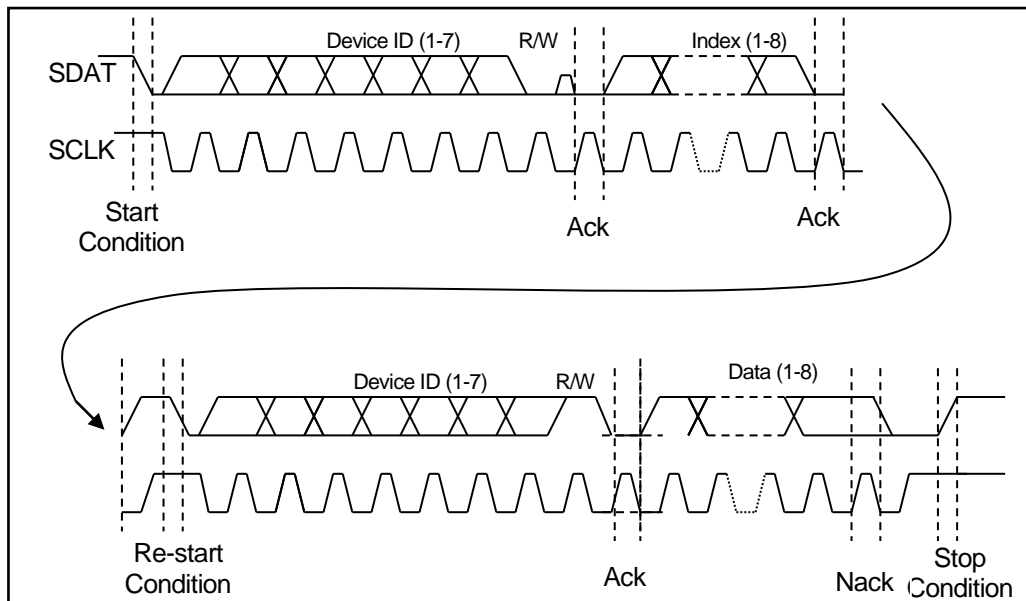 Device ID (1-7) R/W Index (1-8)
SDAT
SCLK
Start
Condition
Ack
Ack
Device ID (1-7) R/W Data (1-8)
Re-start
Condition
Ack
Nack
Stop
Condition